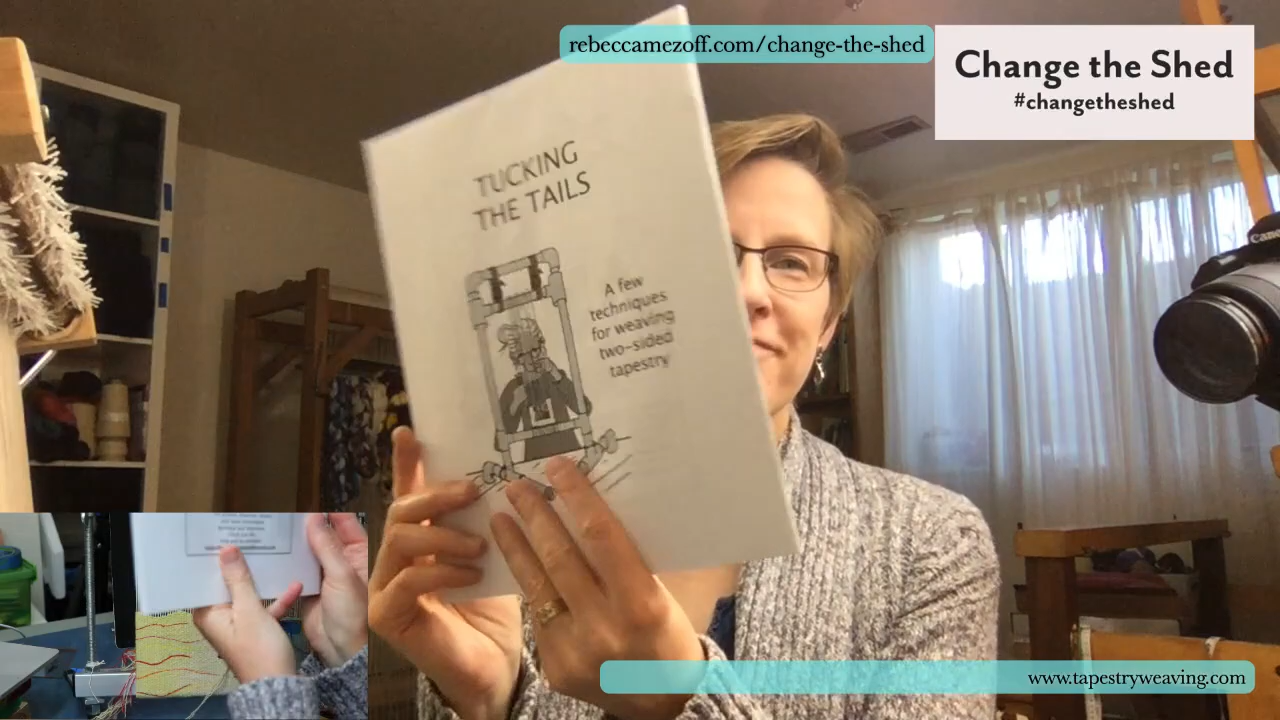 rebeccamezoff.com/change-the-shed
Change the Shed
#changetheshed
TUCKING
THE TAILS
A few
techniques
for weaving
two-sided
tapestry
Canon
www.tapestryweaving.com